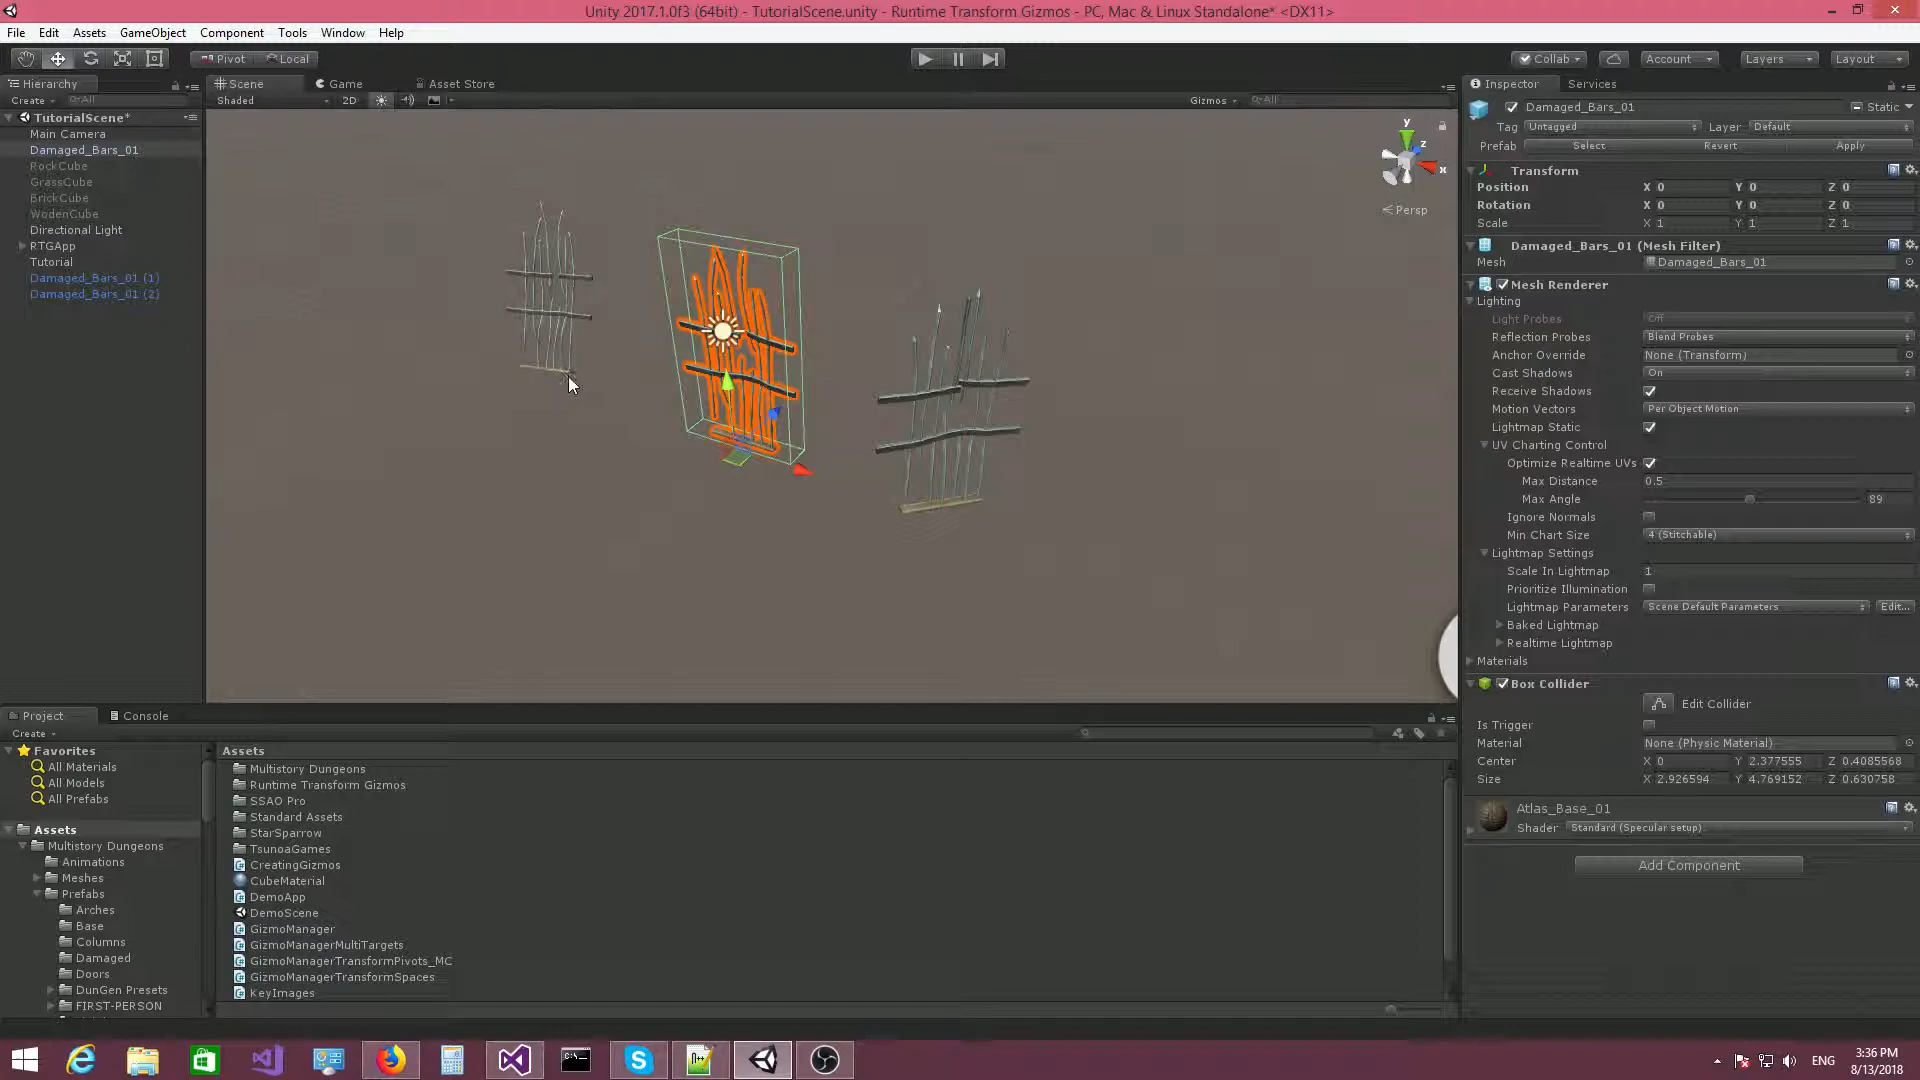 Unity 2017.1.0f3 (64bit) - TutorialScene.unity - Runtime Transform Gizmos - PC, Mac & Linux Standalone* <DX11>
File Edit Assets GameObject Component Tools Window Help
Pivot Local Collab Account Layers Layout
Hierarchy Scene Game Asset Store Inspector Services
Create All Shaded 2D Gizmos All
TutorialScene*
Main Camera
Damaged_Bars_01
RockCube
GrassCube
BrickCube
WodenCube
Directional Light
RTGApp
Tutorial
Damaged_Bars_01 (1)
Damaged_Bars_01 (2)
y
z
x
Persp
Damaged_Bars_01 Static
Tag Untagged Layer Default
Prefab Select Revert Apply
Transform
Position X 0 Y 0 Z 0
Rotation X 0 Y 0 Z 0
Scale X 1 Y 1 Z 1
Damaged_Bars_01 (Mesh Filter)
Mesh Damaged_Bars_01
Mesh Renderer
Lighting
Light Probes Off
Reflection Probes Blend Probes
Anchor Override None (Transform)
Cast Shadows On
Receive Shadows
Motion Vectors Per Object Motion
Lightmap Static
UV Charting Control
Optimize Realtime UVs
Max Distance 0.5
Max Angle 89
Ignore Normals
Min Chart Size 4 (Stitchable)
Lightmap Settings
Scale In Lightmap 1
Prioritize Illumination
Lightmap Parameters Scene Default Parameters Edit...
Baked Lightmap
Realtime Lightmap
Materials
Box Collider
Edit Collider
Is Trigger
Material None (Physic Material)
Center X 0 Y 2.377555 Z 0.4085568
Size X 2.926594 Y 4.769152 Z 0.630758
Atlas_Base_01
Shader Standard (Specular setup)
Add Component
Project Console
Create
Favorites
All Materials
All Models
All Prefabs
Assets
Multistory Dungeons
Animations
Meshes
Prefabs
Arches
Base
Columns
Damaged
Doors
DunGen Presets
FIRST-PERSON
Assets
Multistory Dungeons
Runtime Transform Gizmos
SSAO Pro
Standard Assets
StarSparrow
TsunoaGames
CreatingGizmos
CubeMaterial
DemoApp
DemoScene
GizmoManager
GizmoManagerMultiTargets
GizmoManagerTransformPivots_MC
GizmoManagerTransformSpaces
KeyImages
ENG
3:36 PM
8/13/2018